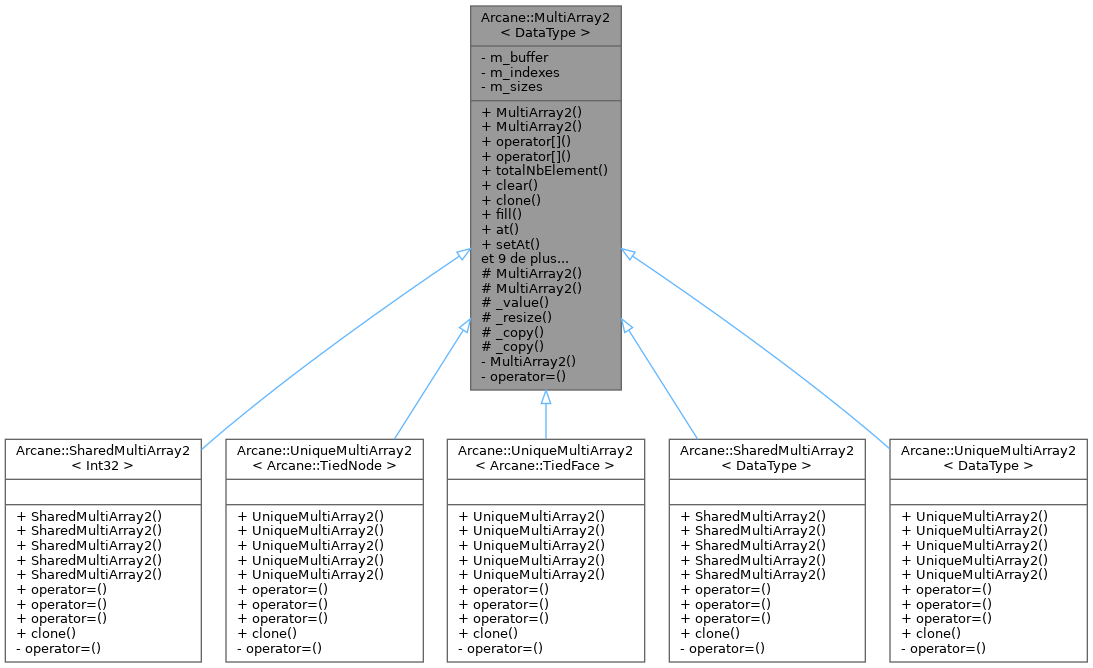 Arcane::MultiArray2
< DataType >
- m_buffer
- m_indexes
- m_sizes
+ MultiArray2()
+ MultiArray2()
+ operator[]()
+ operator[]()
+ totalNbElement()
+ clear()
+ clone()
+ fill()
+ at()
+ setAt()
et 9 de plus...
# MultiArray2()
# MultiArray2()
# _value()
# _resize()
# _copy()
# _copy()
- MultiArray2()
- operator=()
Arcane::SharedMultiArray2
< Int32 >
+ SharedMultiArray2()
+ SharedMultiArray2()
+ SharedMultiArray2()
+ SharedMultiArray2()
+ SharedMultiArray2()
+ operator=()
+ operator=()
+ operator=()
+ clone()
- operator=()
Arcane::UniqueMultiArray2
< Arcane::TiedNode >
+ UniqueMultiArray2()
+ UniqueMultiArray2()
+ UniqueMultiArray2()
+ UniqueMultiArray2()
+ UniqueMultiArray2()
+ operator=()
+ operator=()
+ operator=()
+ clone()
- operator=()
Arcane::UniqueMultiArray2
< Arcane::TiedFace >
+ UniqueMultiArray2()
+ UniqueMultiArray2()
+ UniqueMultiArray2()
+ UniqueMultiArray2()
+ UniqueMultiArray2()
+ operator=()
+ operator=()
+ operator=()
+ clone()
- operator=()
Arcane::SharedMultiArray2
< DataType >
+ SharedMultiArray2()
+ SharedMultiArray2()
+ SharedMultiArray2()
+ SharedMultiArray2()
+ SharedMultiArray2()
+ operator=()
+ operator=()
+ operator=()
+ clone()
- operator=()
Arcane::UniqueMultiArray2
< DataType >
+ UniqueMultiArray2()
+ UniqueMultiArray2()
+ UniqueMultiArray2()
+ UniqueMultiArray2()
+ UniqueMultiArray2()
+ operator=()
+ operator=()
+ operator=()
+ clone()
- operator=()